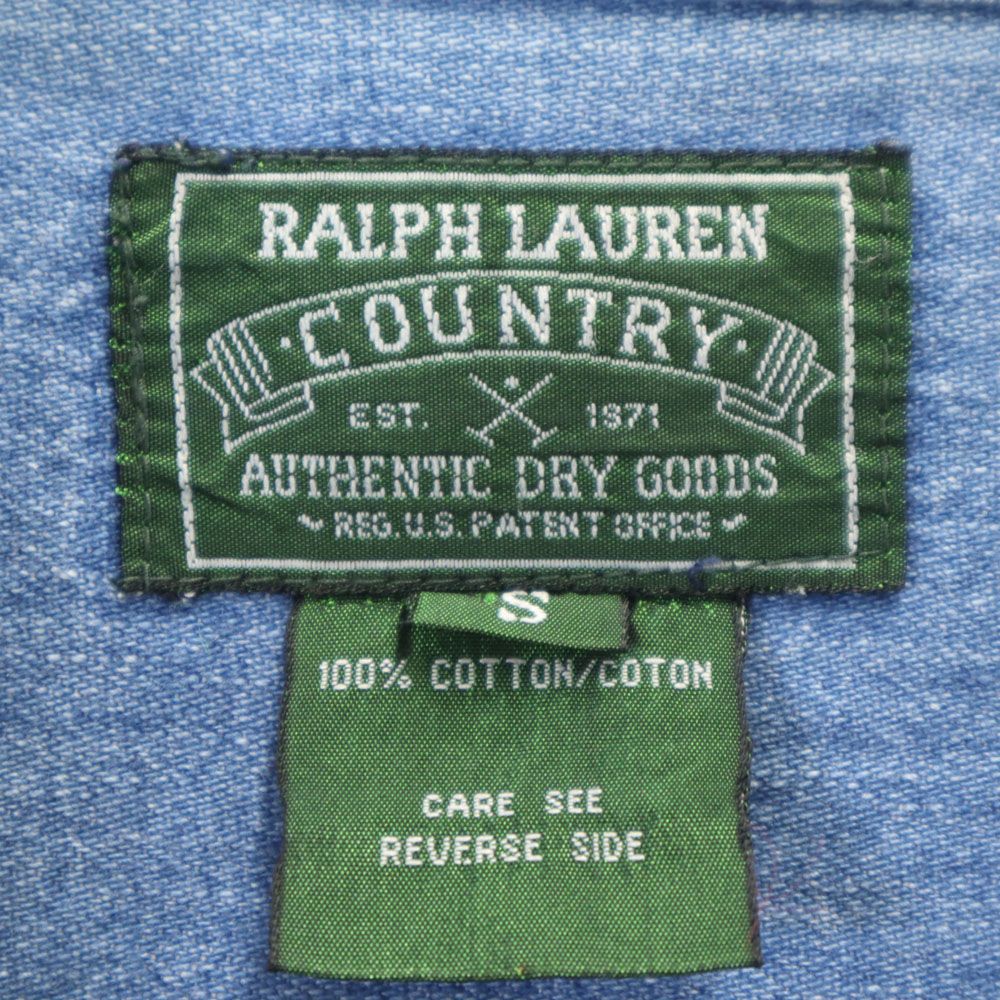 RALPH LAUREN
·COUNTRY·
EST. 1971
AUTHENTIC DRY GOODS
REG. U.S. PATENT OFFICE
S
100% COTTON/COTON
CARE SEE
REVERSE SIDE